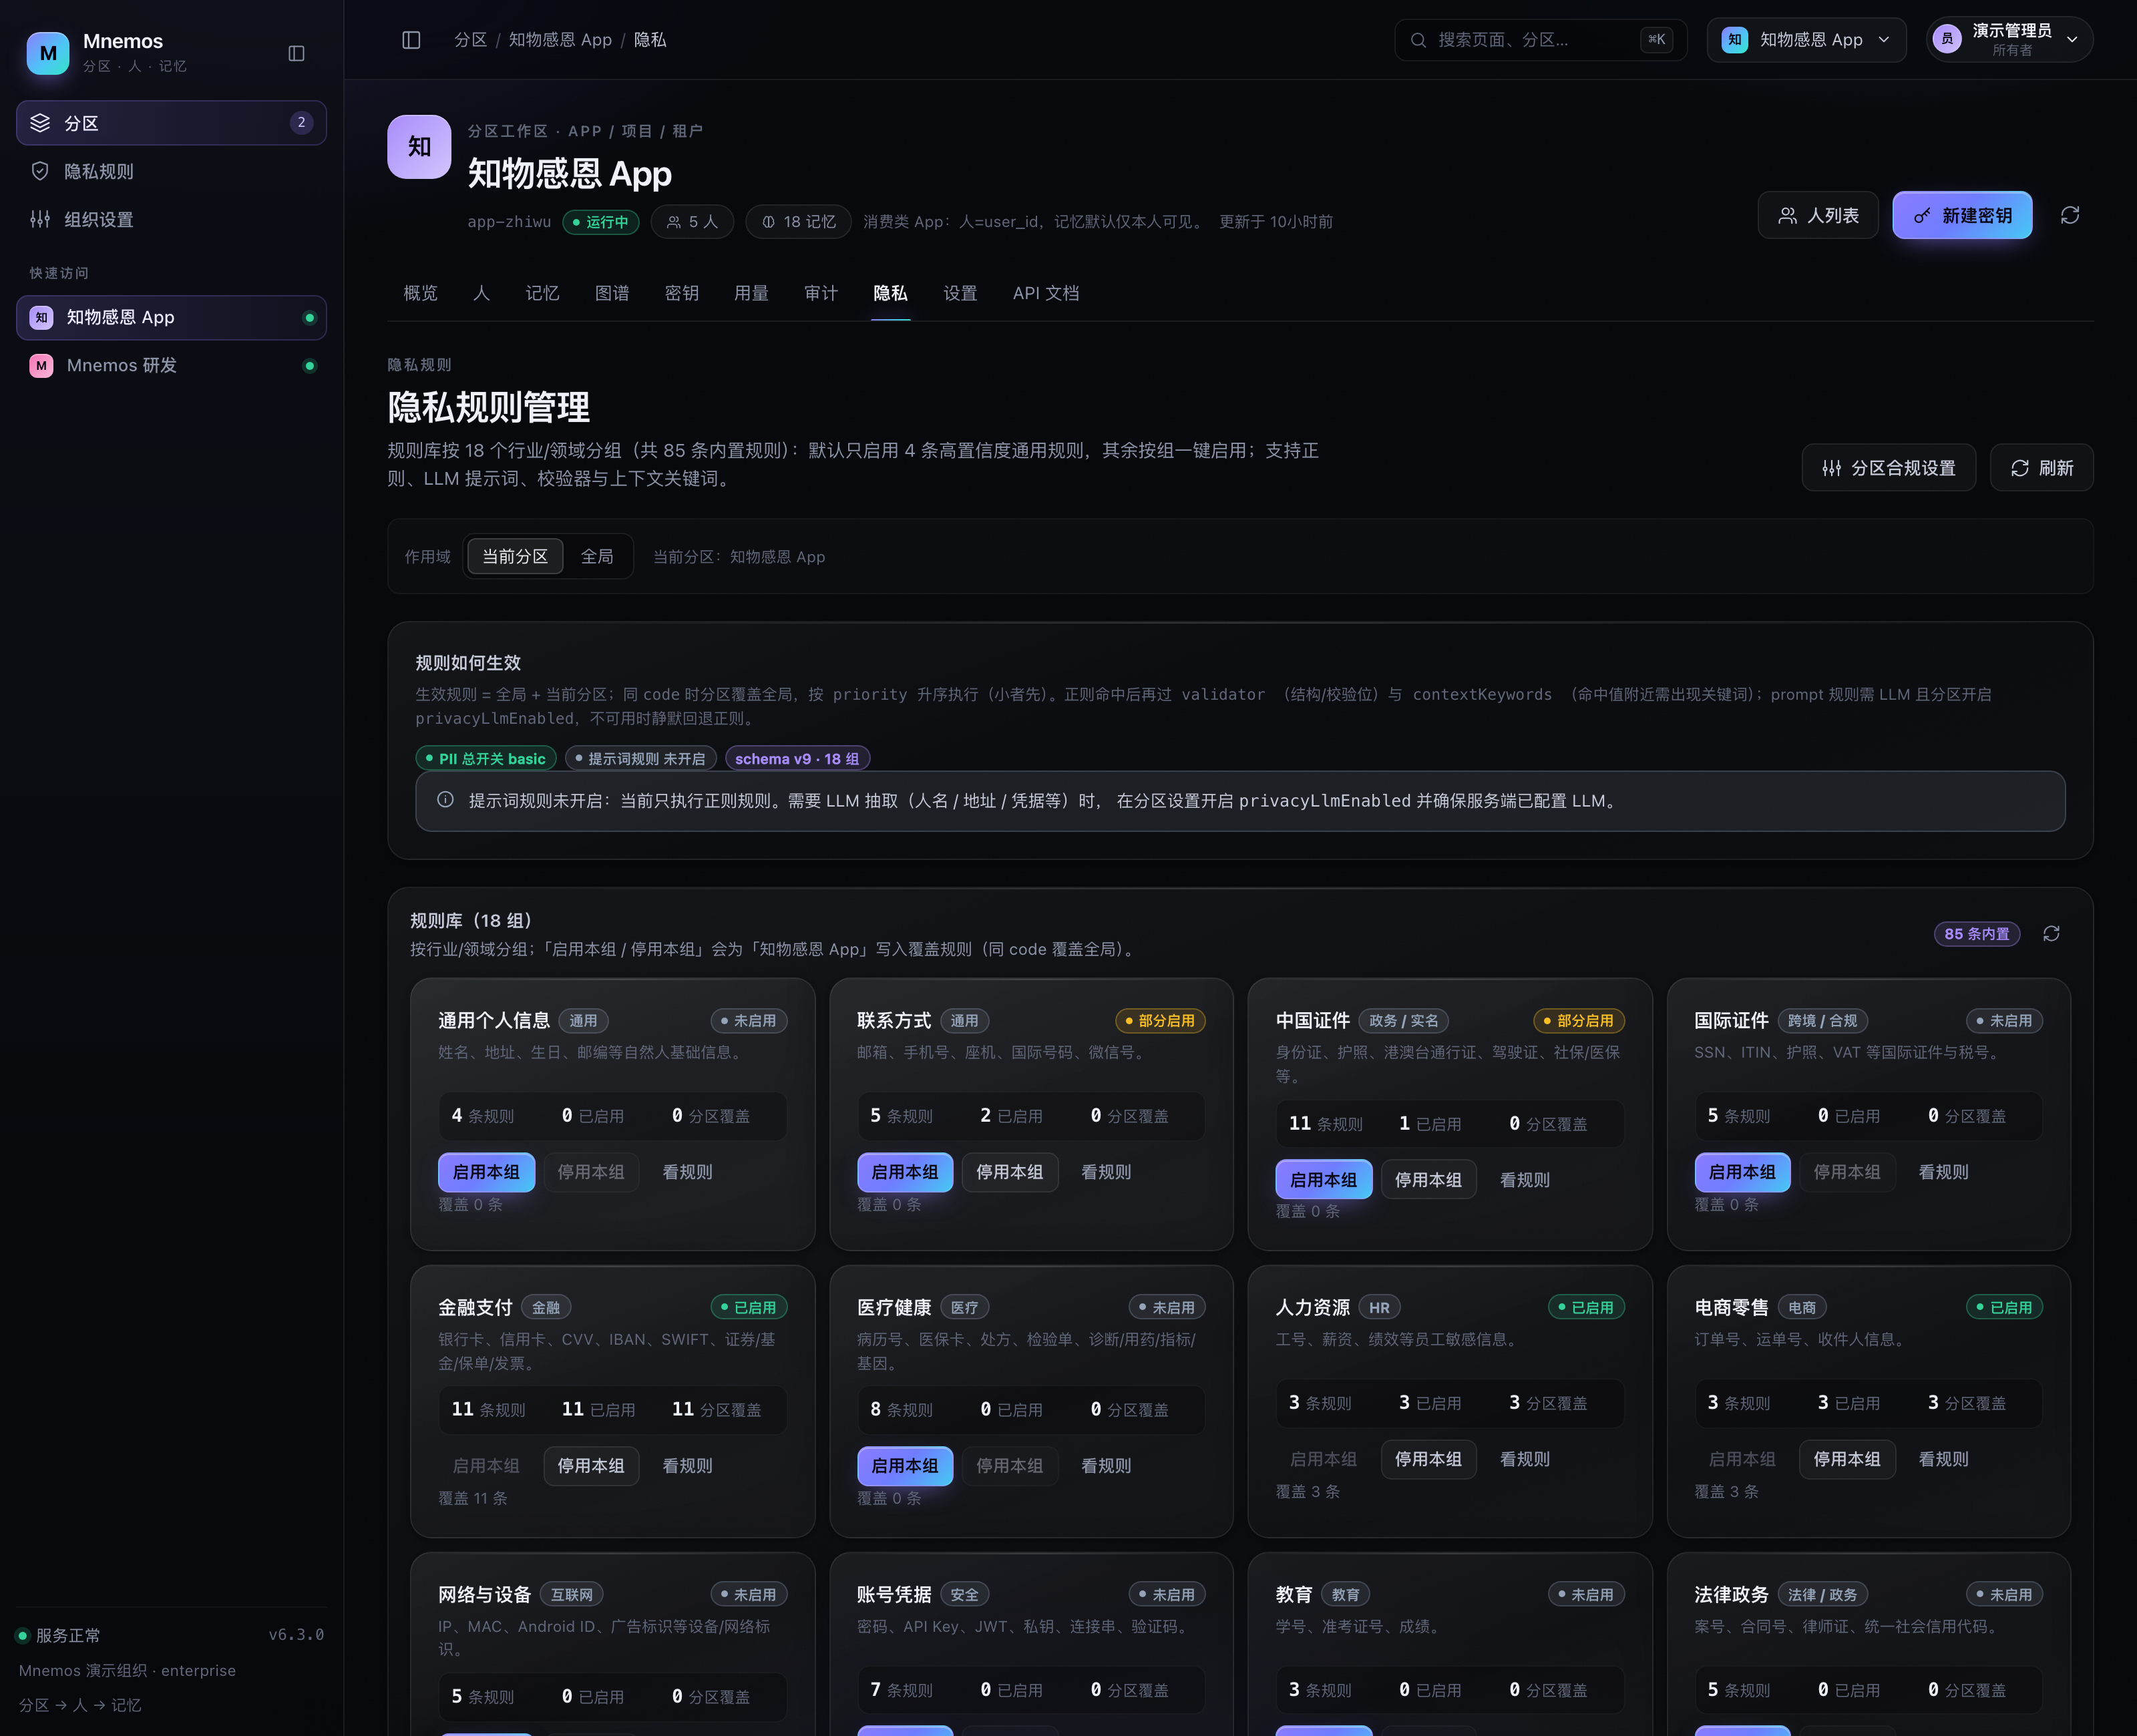 M
Mnemos
分区 · 人 · 记忆
分区
2
隐私规则
组织设置
快速访问
知
知物感恩 App
M
Mnemos 研发
服务正常
v6.3.0
Mnemos 演示组织 · enterprise
分区 → 人 → 记忆
分区 / 知物感恩 App / 隐私
搜索页面、分区...
⌘K
知
知物感恩 App
员
演示管理员
所有者
知
分区工作区 · APP / 项目 / 租户
知物感恩 App
app-zhiwu
运行中
5 人
18 记忆
消费类 App：人=user_id，记忆默认仅本人可见。
更新于 10小时前
人列表
新建密钥
概览
人
记忆
图谱
密钥
用量
审计
隐私
设置
API 文档
隐私规则
隐私规则管理
规则库按 18 个行业/领域分组（共 85 条内置规则）：默认只启用 4 条高置信度通用规则，其余按组一键启用；支持正
则、LLM 提示词、校验器与上下文关键词。
分区合规设置
刷新
作用域
当前分区
全局
当前分区：知物感恩 App
规则如何生效
生效规则 = 全局 + 当前分区；同 code 时分区覆盖全局，按 priority 升序执行（小者先）。正则命中后再过 validator （结构/校验位）与 contextKeywords （命中值附近需出现关键词）；prompt 规则需 LLM 且分区开启
privacyLlmEnabled，不可用时静默回退正则。
PII 总开关 basic
提示词规则 未开启
schema v9 · 18 组
提示词规则未开启：当前只执行正则规则。需要 LLM 抽取（人名 / 地址 / 凭据等）时， 在分区设置开启 privacyLlmEnabled 并确保服务端已配置 LLM。
规则库（18 组）
按行业/领域分组；「启用本组 / 停用本组」会为「知物感恩 App」写入覆盖规则（同 code 覆盖全局）。
85 条内置
通用个人信息
通用
未启用
姓名、地址、生日、邮编等自然人基础信息。
4 条规则
0 已启用
0 分区覆盖
启用本组
停用本组
看规则
覆盖 0 条
联系方式
通用
部分启用
邮箱、手机号、座机、国际号码、微信号。
5 条规则
2 已启用
0 分区覆盖
启用本组
停用本组
看规则
覆盖 0 条
中国证件
政务 / 实名
部分启用
身份证、护照、港澳台通行证、驾驶证、社保/医保
等。
11 条规则
1 已启用
0 分区覆盖
启用本组
停用本组
看规则
覆盖 0 条
国际证件
跨境 / 合规
未启用
SSN、ITIN、护照、VAT 等国际证件与税号。
5 条规则
0 已启用
0 分区覆盖
启用本组
停用本组
看规则
覆盖 0 条
金融支付
金融
已启用
银行卡、信用卡、CVV、IBAN、SWIFT、证券/基
金/保单/发票。
11 条规则
11 已启用
11 分区覆盖
启用本组
停用本组
看规则
覆盖 11 条
医疗健康
医疗
未启用
病历号、医保卡、处方、检验单、诊断/用药/指标/
基因。
8 条规则
0 已启用
0 分区覆盖
启用本组
停用本组
看规则
覆盖 0 条
人力资源
HR
已启用
工号、薪资、绩效等员工敏感信息。
3 条规则
3 已启用
3 分区覆盖
启用本组
停用本组
看规则
覆盖 3 条
电商零售
电商
已启用
订单号、运单号、收件人信息。
3 条规则
3 已启用
3 分区覆盖
启用本组
停用本组
看规则
覆盖 3 条
网络与设备
互联网
未启用
IP、MAC、Android ID、广告标识等设备/网络标
识。
5 条规则
0 已启用
0 分区覆盖
账号凭据
安全
未启用
密码、API Key、JWT、私钥、连接串、验证码。
7 条规则
0 已启用
0 分区覆盖
教育
教育
未启用
学号、准考证号、成绩。
3 条规则
0 已启用
0 分区覆盖
法律政务
法律 / 政务
未启用
案号、合同号、律师证、统一社会信用代码。
5 条规则
0 已启用
0 分区覆盖